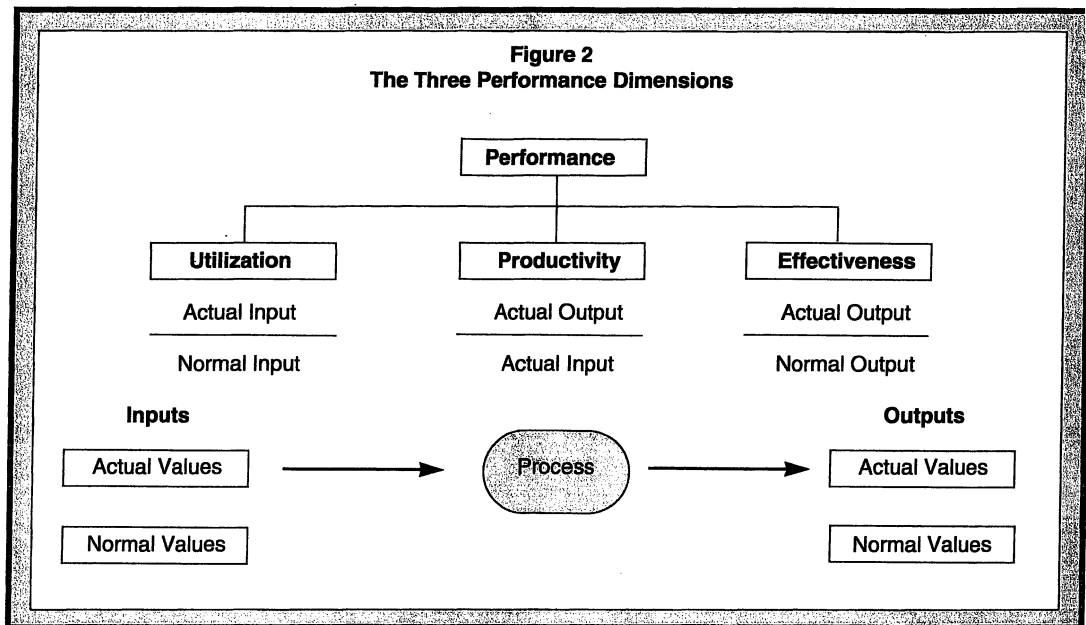 Figure 2
The Three Performance Dimensions
Performance
Utilization
Productivity
Effectiveness
Actual Input
Actual Output
Actual Output
Normal Input
Actual Input
Normal Output
Inputs
Outputs
Actual Values
Process
Actual Values
Normal Values
Normal Values